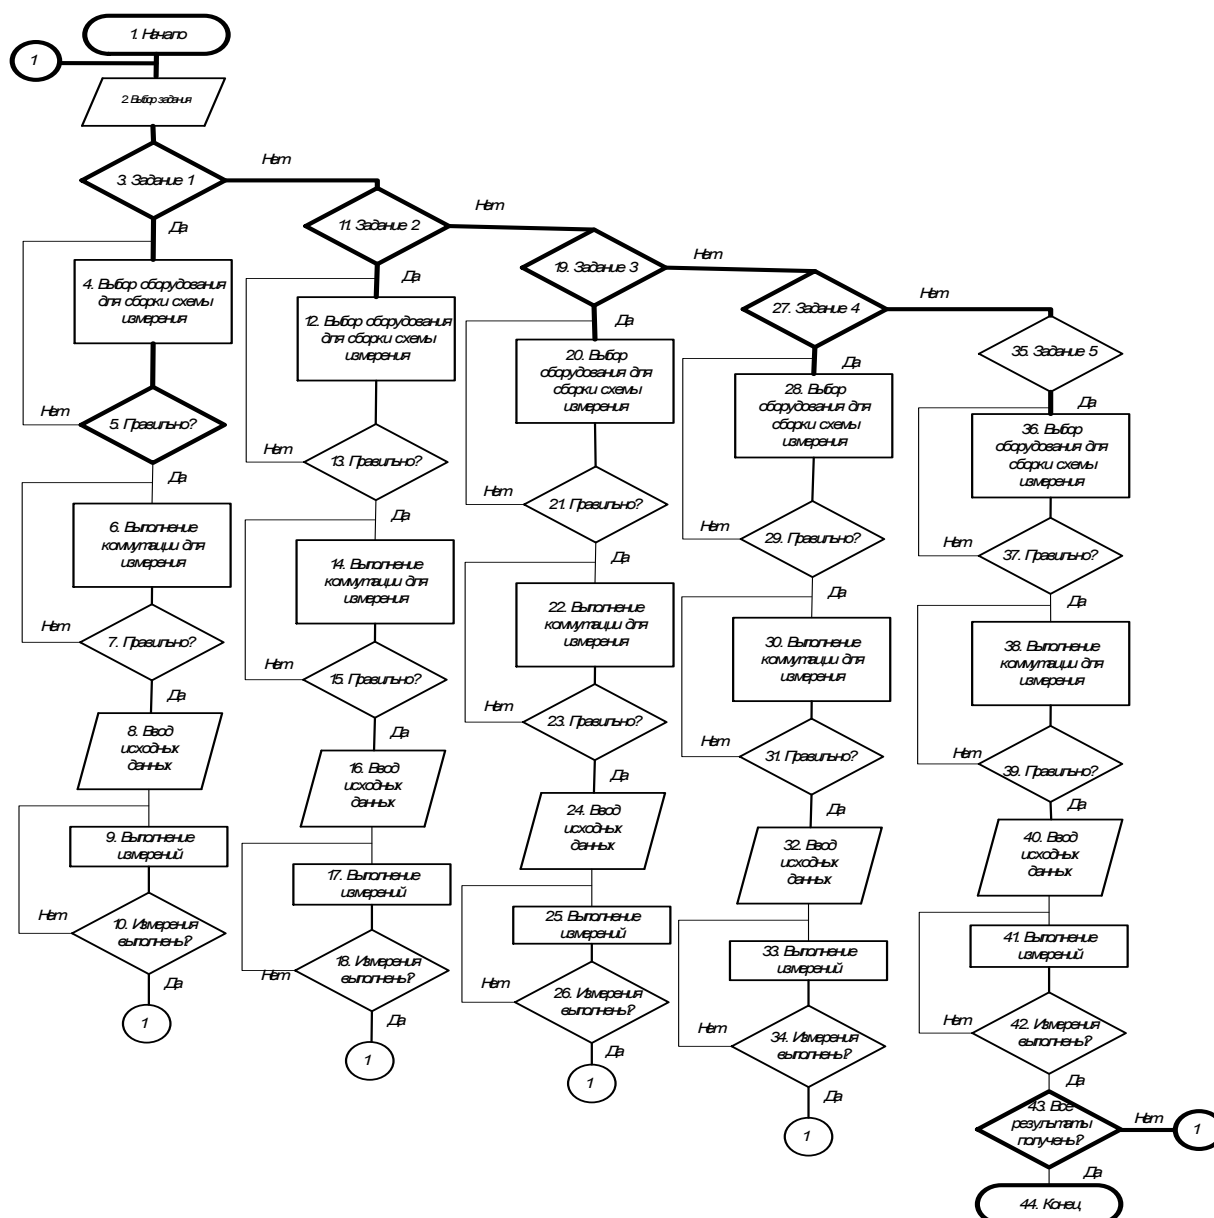 1. Начало
1
2. Выбор задания
3. Задание 1
Нет
Да
4. Выбор оборудования
для сборки схемы
измерения
5. Правильно?
Нет
Да
6. Выполнение
коммутации для
измерения
7. Правильно?
Нет
Да
8. Ввод
исходных
данных
9. Выполнение
измерений
10. Измерения
выполнены?
Нет
Да
1
11. Задание 2
Нет
Да
12. Выбор оборудования
для сборки схемы
измерения
13. Правильно?
Нет
Да
14. Выполнение
коммутации для
измерения
15. Правильно?
Нет
Да
16. Ввод
исходных
данных
17. Выполнение
измерений
18. Измерения
выполнены?
Нет
Да
1
19. Задание 3
Нет
Да
20. Выбор
оборудования для
сборки схемы
измерения
21. Правильно?
Нет
Да
22. Выполнение
коммутации для
измерения
23. Правильно?
Нет
Да
24. Ввод
исходных
данных
25. Выполнение
измерений
26. Измерения
выполнены?
Нет
Да
1
27. Задание 4
Нет
Да
28. Выбор
оборудования для
сборки схемы
измерения
29. Правильно?
Нет
Да
30. Выполнение
коммутации для
измерения
31. Правильно?
Нет
Да
32. Ввод
исходных
данных
33. Выполнение
измерений
34. Измерения
выполнены?
Нет
Да
1
35. Задание 5
Да
36. Выбор
оборудования для
сборки схемы
измерения
37. Правильно?
Нет
Да
38. Выполнение
коммутации для
измерения
39. Правильно?
Нет
Да
40. Ввод
исходных
данных
41. Выполнение
измерений
42. Измерения
выполнены?
Нет
Да
43. Все
результаты
получены?
Нет
1
Да
44. Конец